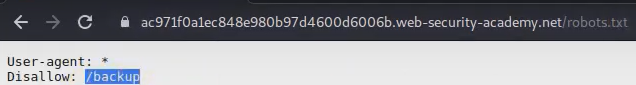 ac971f0a1ec848e980b97d4600d6006b.web-security-academy.net/robots.txt
User-agent: *
Disallow: /backup